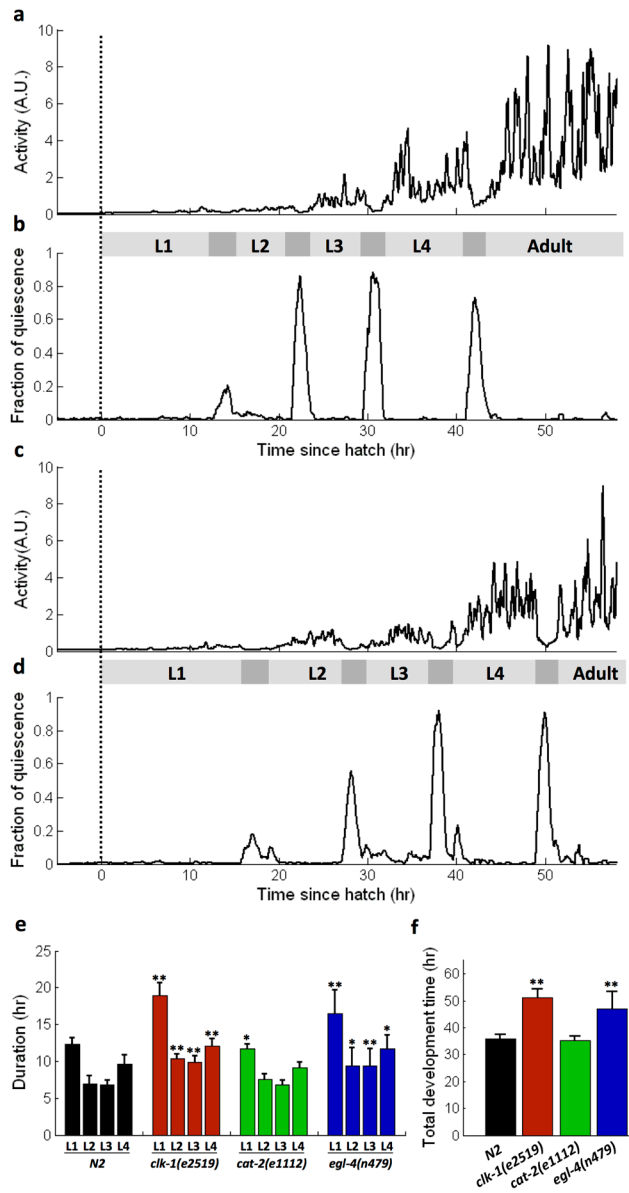 a
Activity (A.U.)
10
8
6
4
2
0
b
L1 L2 L3 L4 Adult
Fraction of quiescence
1
0.8
0.6
0.4
0.2
0
0 10 20 30 40 50
Time since hatch (hr)
c
Activity(A.U.)
10
8
6
4
2
0
d
L1 L2 L3 L4 Adult
Fraction of quiescence
1
0.8
0.6
0.4
0.2
0
0 10 20 30 40 50
Time since hatch (hr)
e
Duration (hr)
25
20
15
10
5
0
** ** ** **
*
** * ** *
L1 L2 L3 L4 L1 L2 L3 L4 L1 L2 L3 L4 L1 L2 L3 L4
N2 clk-1(e2519) cat-2(e1112) egl-4(n479)
f
Total development time (hr)
60
50
40
30
20
10
0
** **
N2 clk-1(e2519) cat-2(e1112) egl-4(n479)